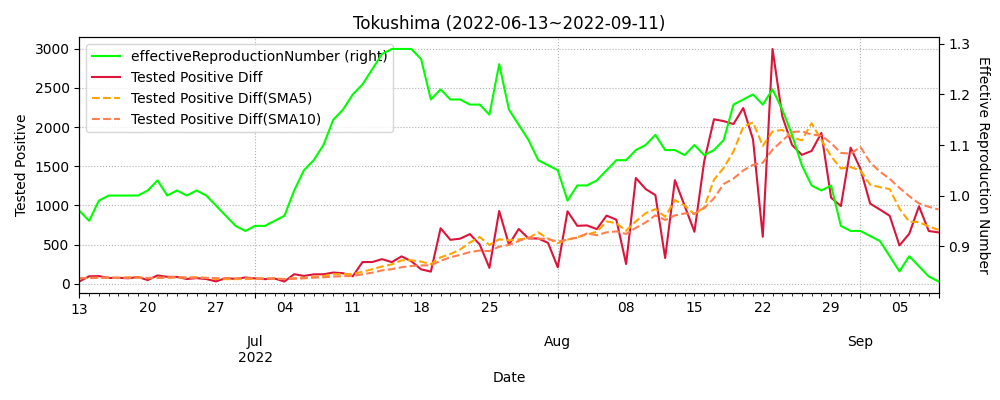 Tokushima (2022-06-13~2022-09-11)
effectiveReproductionNumber (right)
Tested Positive Diff
Tested Positive Diff(SMA5)
Tested Positive Diff(SMA10)
Tested Positive
3000
2500
2000
1500
1000
500
0
1.3
1.2
1.1
1.0
0.9
Effective Reproduction Number
13 20 27 04 11 18 25 08 15 22 29 05
Jul Aug Sep
2022
Date